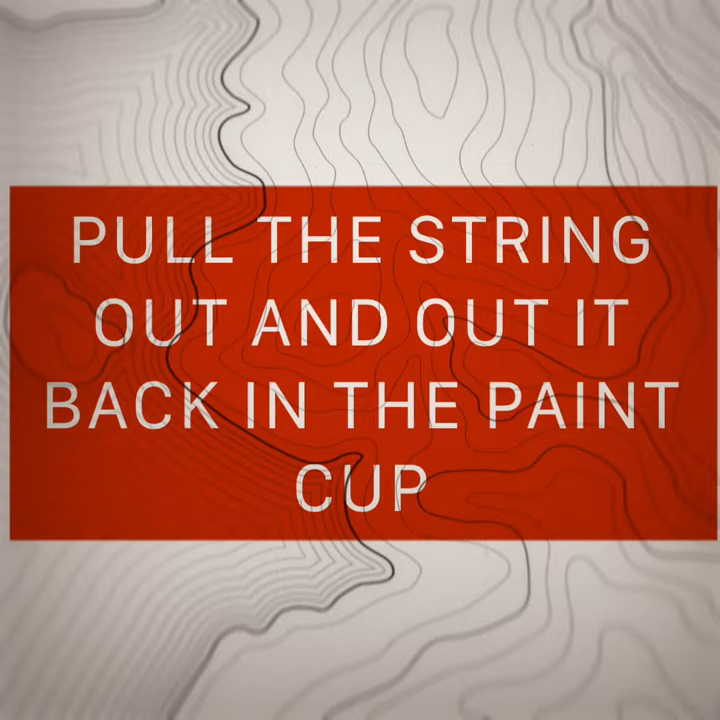 PULL THE STRING
OUT AND OUT IT
BACK IN THE PAINT
CUP